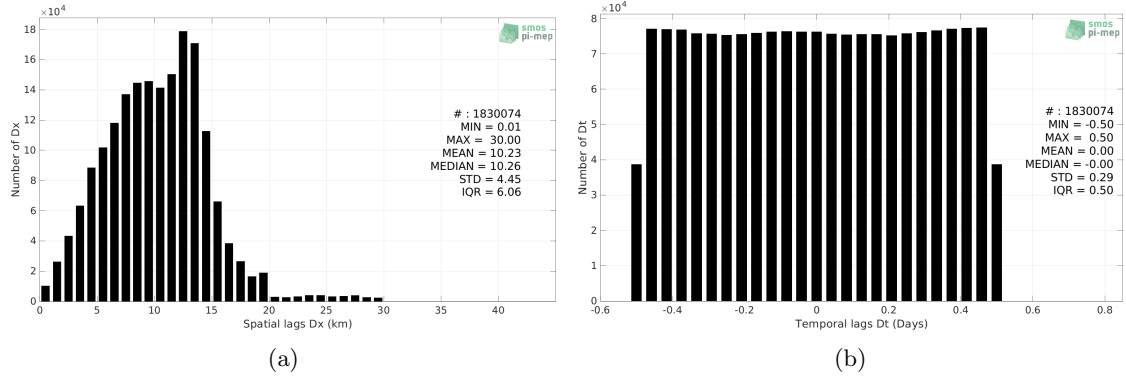 ×10⁴
18
16
14
12
10
8
6
4
2
0
Number of Dx
0 5 10 15 20 25 30 35 40
Spatial lags Dx (km)
smos
pi-mep
# : 1830074
MIN = 0.01
MAX = 30.00
MEAN = 10.23
MEDIAN = 10.26
STD = 4.45
IQR = 6.06
(a)
×10⁴
8
7
6
5
4
3
2
1
0
Number of Dt
-0.6 -0.4 -0.2 0 0.2 0.4 0.6 0.8
Temporal lags Dt (Days)
smos
pi-mep
# : 1830074
MIN = -0.50
MAX = 0.50
MEAN = 0.00
MEDIAN = -0.00
STD = 0.29
IQR = 0.50
(b)